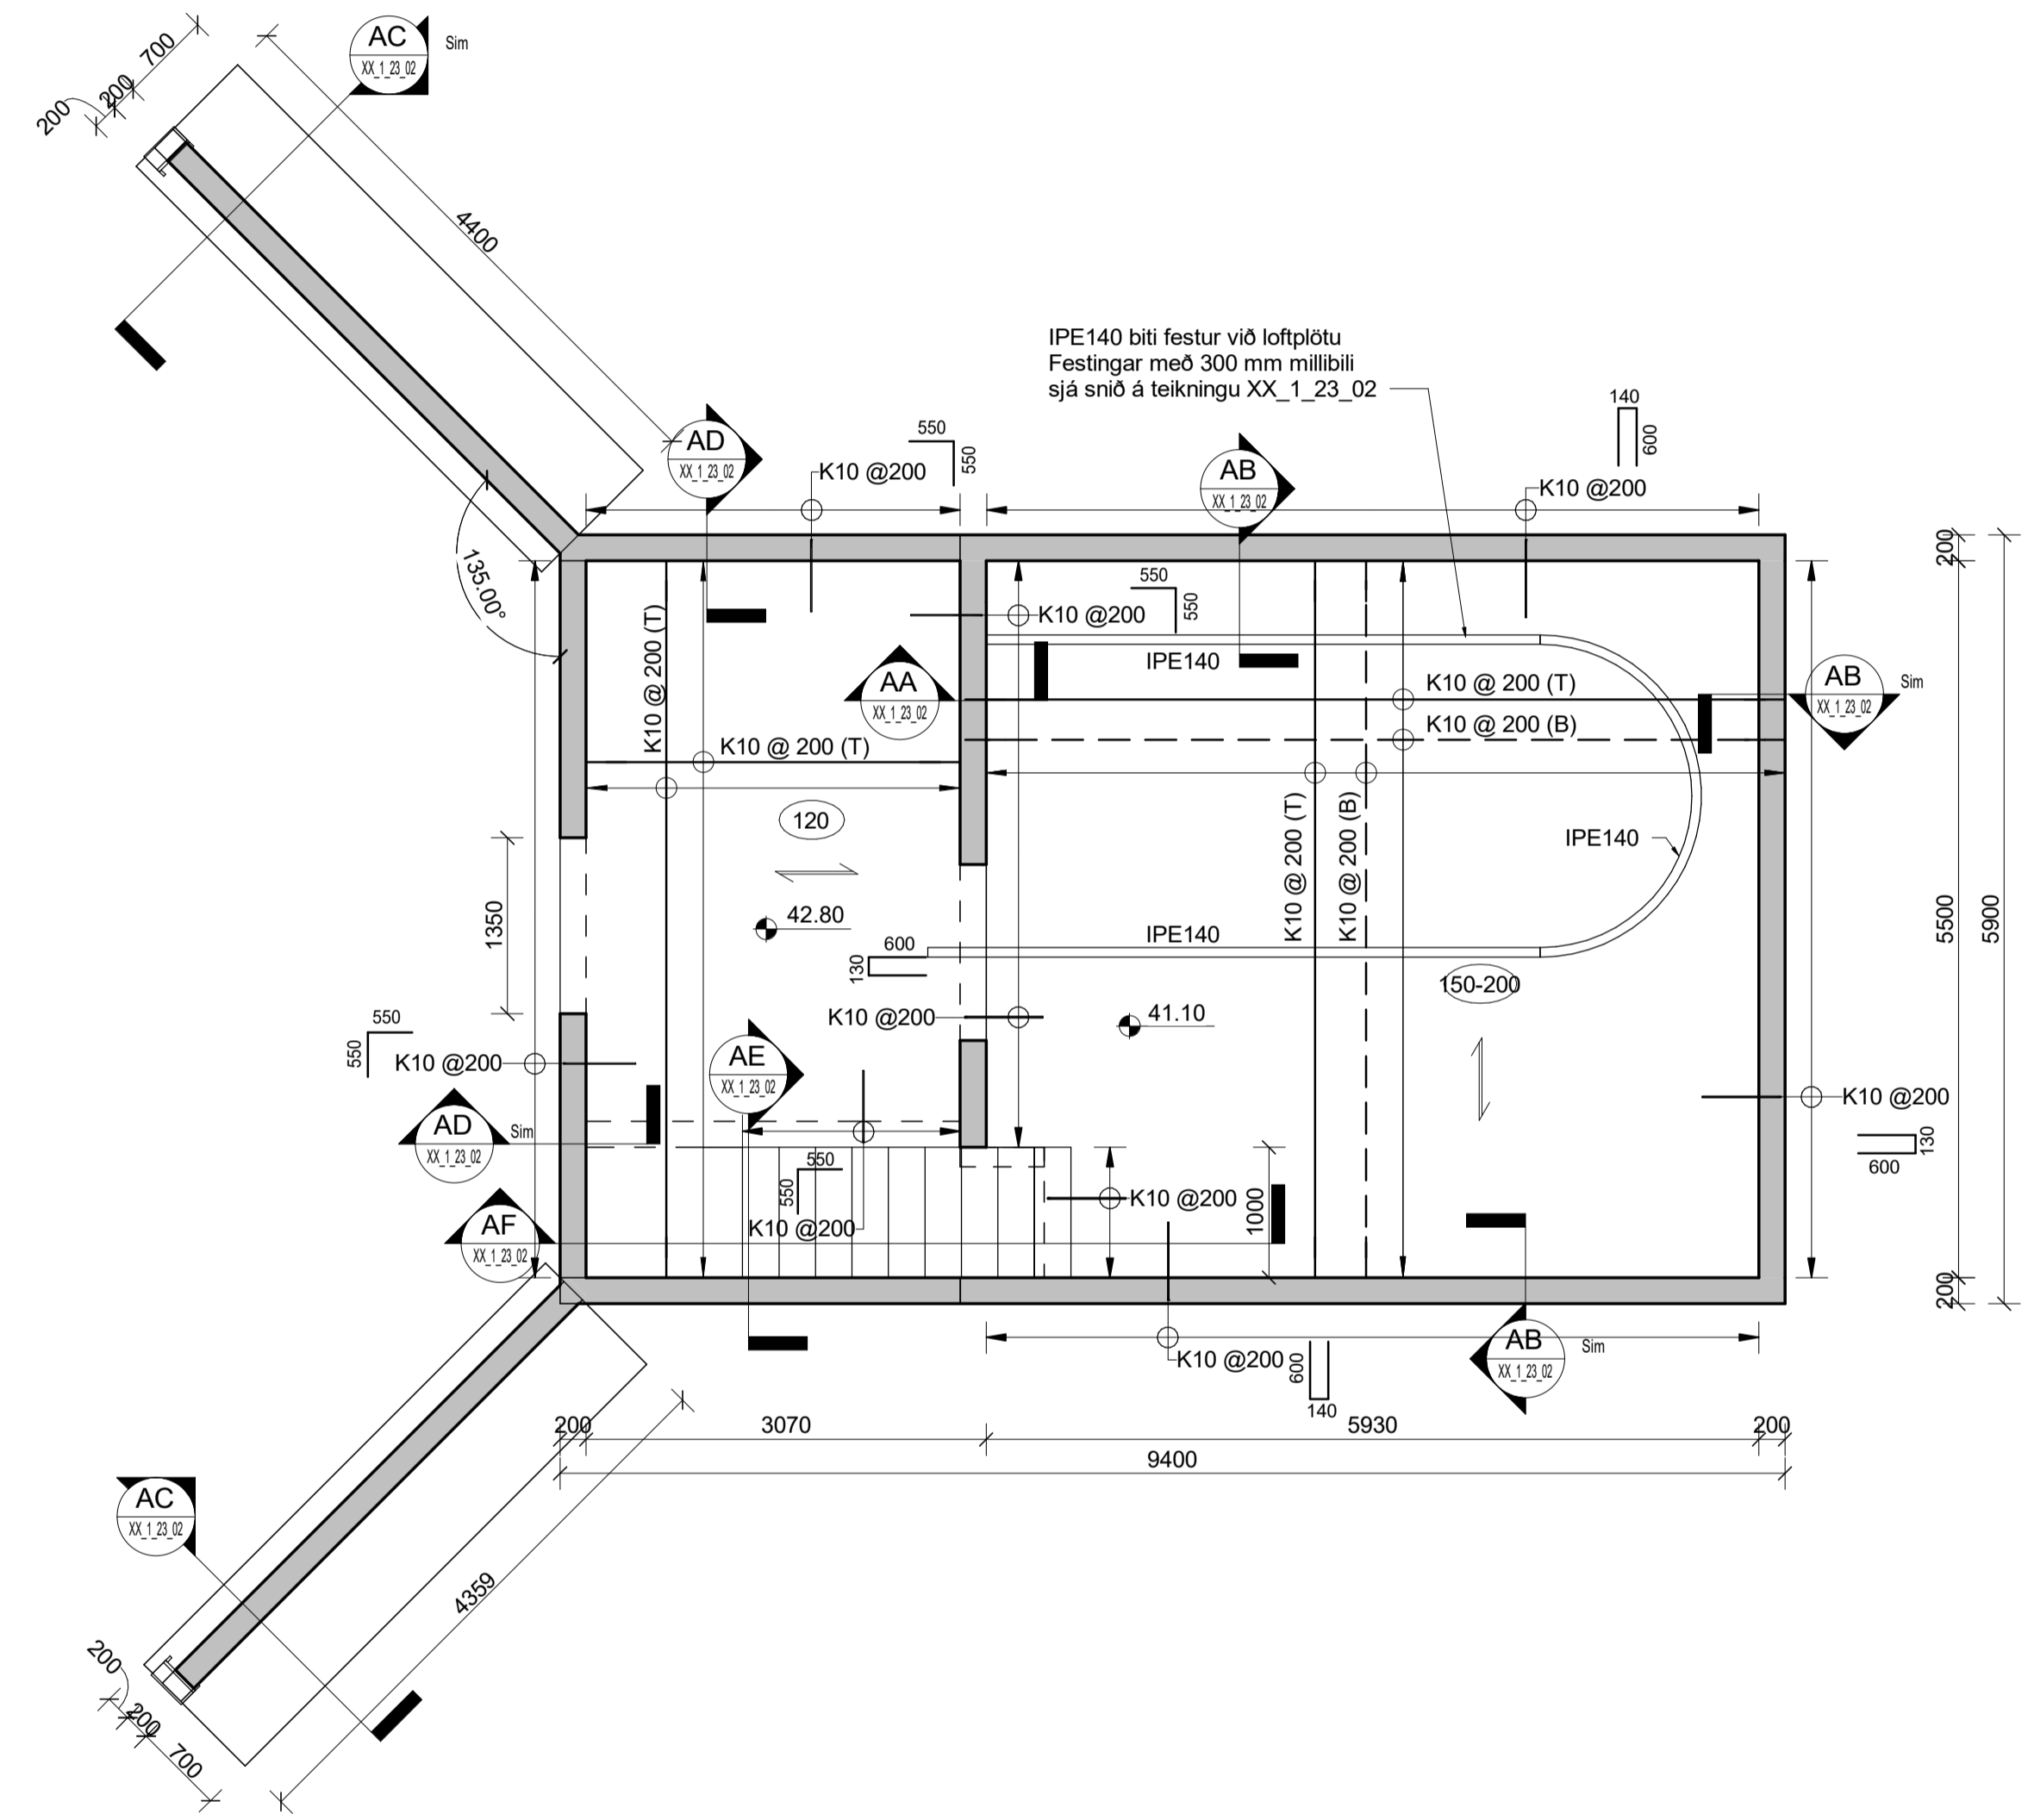 700
200
200
AC
XX_1_23_02
Sim
4400
IPE140 biti festur við loftplötu
Festingar með 300 mm millibili
sjá snið á teikningu XX_1_23_02
AD
XX_1_23_02
550
550
K10 @200
AB
XX_1_23_02
140
600
K10 @200
135.00°
200
K10 @ 200 (T)
K10 @200
550
550
IPE140
AA
XX_1_23_02
K10 @ 200 (T)
K10 @ 200 (B)
AB
XX_1_23_02
Sim
K10 @ 200 (T)
120
K10 @ 200 (T)
K10 @ 200 (B)
IPE140
1350
42.80
600
130
IPE140
150-200
5500
5900
K10 @200
41.10
550
550
K10 @200
AE
XX_1_23_02
K10 @200
130
600
AD
XX_1_23_02
Sim
550
550
K10 @200
K10 @200
1000
AF
XX_1_23_02
200
K10 @200
600
140
AB
XX_1_23_02
Sim
200
3070
5930
200
9400
AC
XX_1_23_02
4359
200
200
700